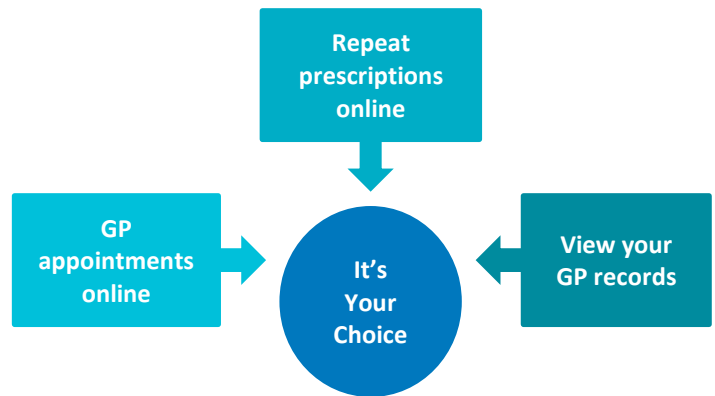 Repeat
prescriptions
online
GP
appointments
online
It’s
Your
Choice
View your
GP records